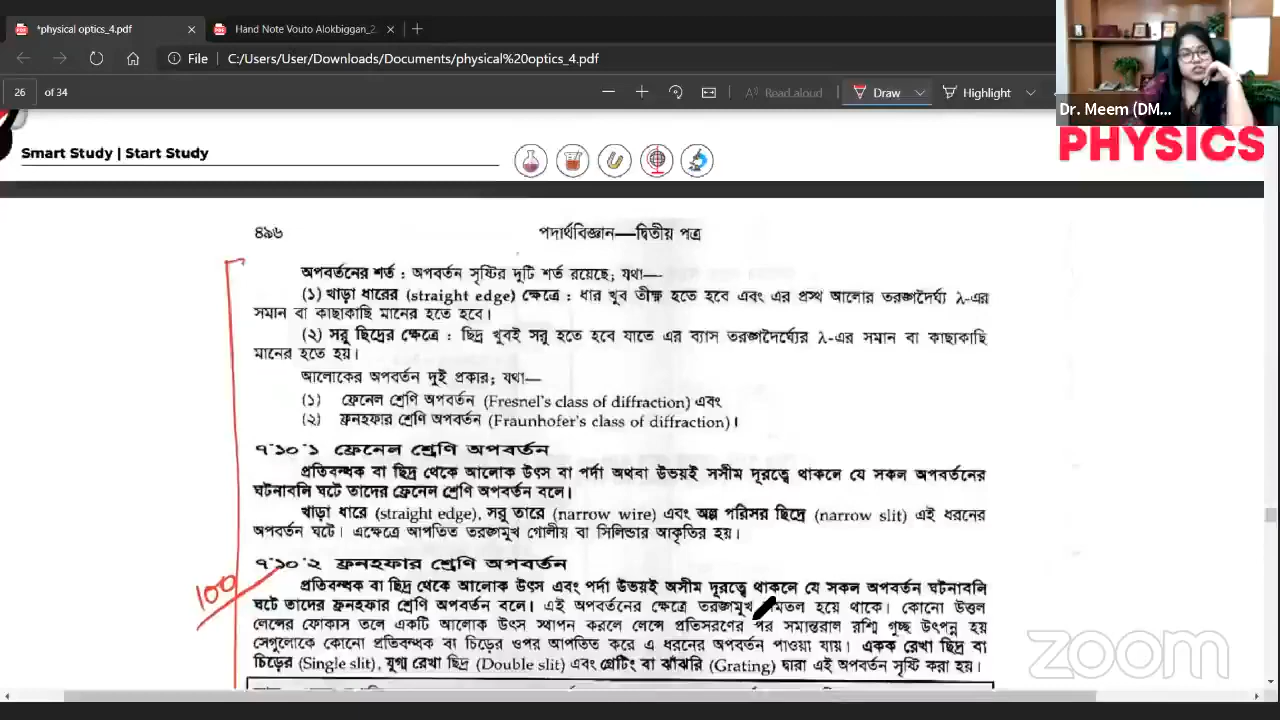 *physical optics_4.pdf
Hand Note Vouto Alokbiggan_2
File
C:/Users/User/Downloads/Documents/physical%20optics_4.pdf
26 of 34
Read aloud
Draw
Highlight
Dr. Meem (DM...
PHYSICS
Smart Study | Start Study
৪৯৬
পদার্থবিজ্ঞান—দ্বিতীয় পত্র
অপবর্তনের শর্ত : অপবর্তন সৃষ্টির দুটি শর্ত রয়েছে; যথা—
(১) খাড়া ধারের (straight edge) ক্ষেত্রে : ধার খুব তীক্ষ্ণ হতে হবে এবং এর প্রস্থ আলোর তরঙ্গদৈর্ঘ্য λ-এর
সমান বা কাছাকাছি মানের হতে হবে।
(২) সরু ছিদ্রের ক্ষেত্রে : ছিদ্র খুবই সরু হতে হবে যাতে এর ব্যাস তরঙ্গদৈর্ঘ্যের λ-এর সমান বা কাছাকাছি
মানের হতে হয়।
আলোকের অপবর্তন দুই প্রকার; যথা—
(১) ফ্রেনেল শ্রেণি অপবর্তন (Fresnel's class of diffraction) এবং
(২) ফ্রনহফার শ্রেণি অপবর্তন (Fraunhofer's class of diffraction)।
৭.১০.১ ফ্রেনেল শ্রেণি অপবর্তন
প্রতিবন্ধক বা ছিদ্র থেকে আলোক উৎস বা পর্দা অথবা উভয়ই সসীম দূরত্বে থাকলে যে সকল অপবর্তনের
ঘটনাবলি ঘটে তাদের ফ্রেনেল শ্রেণি অপবর্তন বলে।
খাড়া ধারে (straight edge), সরু তারে (narrow wire) এবং অল্প পরিসর ছিদ্রে (narrow slit) এই ধরনের
অপবর্তন ঘটে। এক্ষেত্রে আপতিত তরঙ্গমুখ গোলীয় বা সিলিন্ডার আকৃতির হয়।
৭.১০.২ ফ্রনহফার শ্রেণি অপবর্তন
100
প্রতিবন্ধক বা ছিদ্র থেকে আলোক উৎস এবং পর্দা উভয়ই অসীম দূরত্বে থাকলে যে সকল অপবর্তন ঘটনাবলি
ঘটে তাদের ফ্রনহফার শ্রেণি অপবর্তন বলে। এই অপবর্তনের ক্ষেত্রে তরঙ্গমুখ মতল হয়ে থাকে। কোনো উত্তল
লেন্সের ফোকাস তলে একটি আলোক উৎস স্থাপন করলে লেন্সে প্রতিসরণের পর সমান্তরাল রশ্মি গুচ্ছ উৎপন্ন হয়
সেগুলোকে কোনো প্রতিবন্ধক বা চিড়ের ওপর আপতিত করে এ ধরনের অপবর্তন পাওয়া যায়। একক রেখা ছিদ্র বা
চিড়ের (Single slit), যুগ্ম রেখা ছিদ্র (Double slit) এবং গ্রেটিং বা ঝাঁঝরি (Grating) দ্বারা এই অপবর্তন সৃষ্টি করা হয়।
zoom